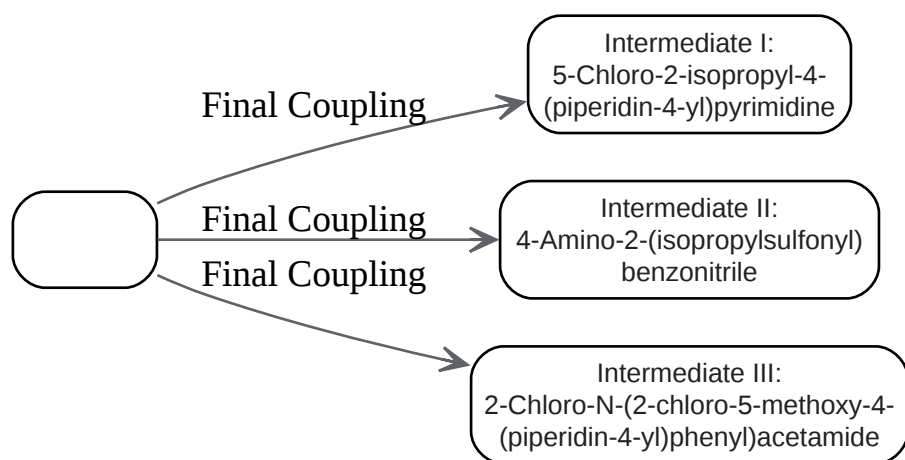 Intermediate I:
5-Chloro-2-isopropyl-4-
(piperidin-4-yl)pyrimidine
Final Coupling
Final Coupling
Intermediate II:
4-Amino-2-(isopropylsulfonyl)
benzonitrile
Final Coupling
Intermediate III:
2-Chloro-N-(2-chloro-5-methoxy-4-
(piperidin-4-yl)phenyl)acetamide